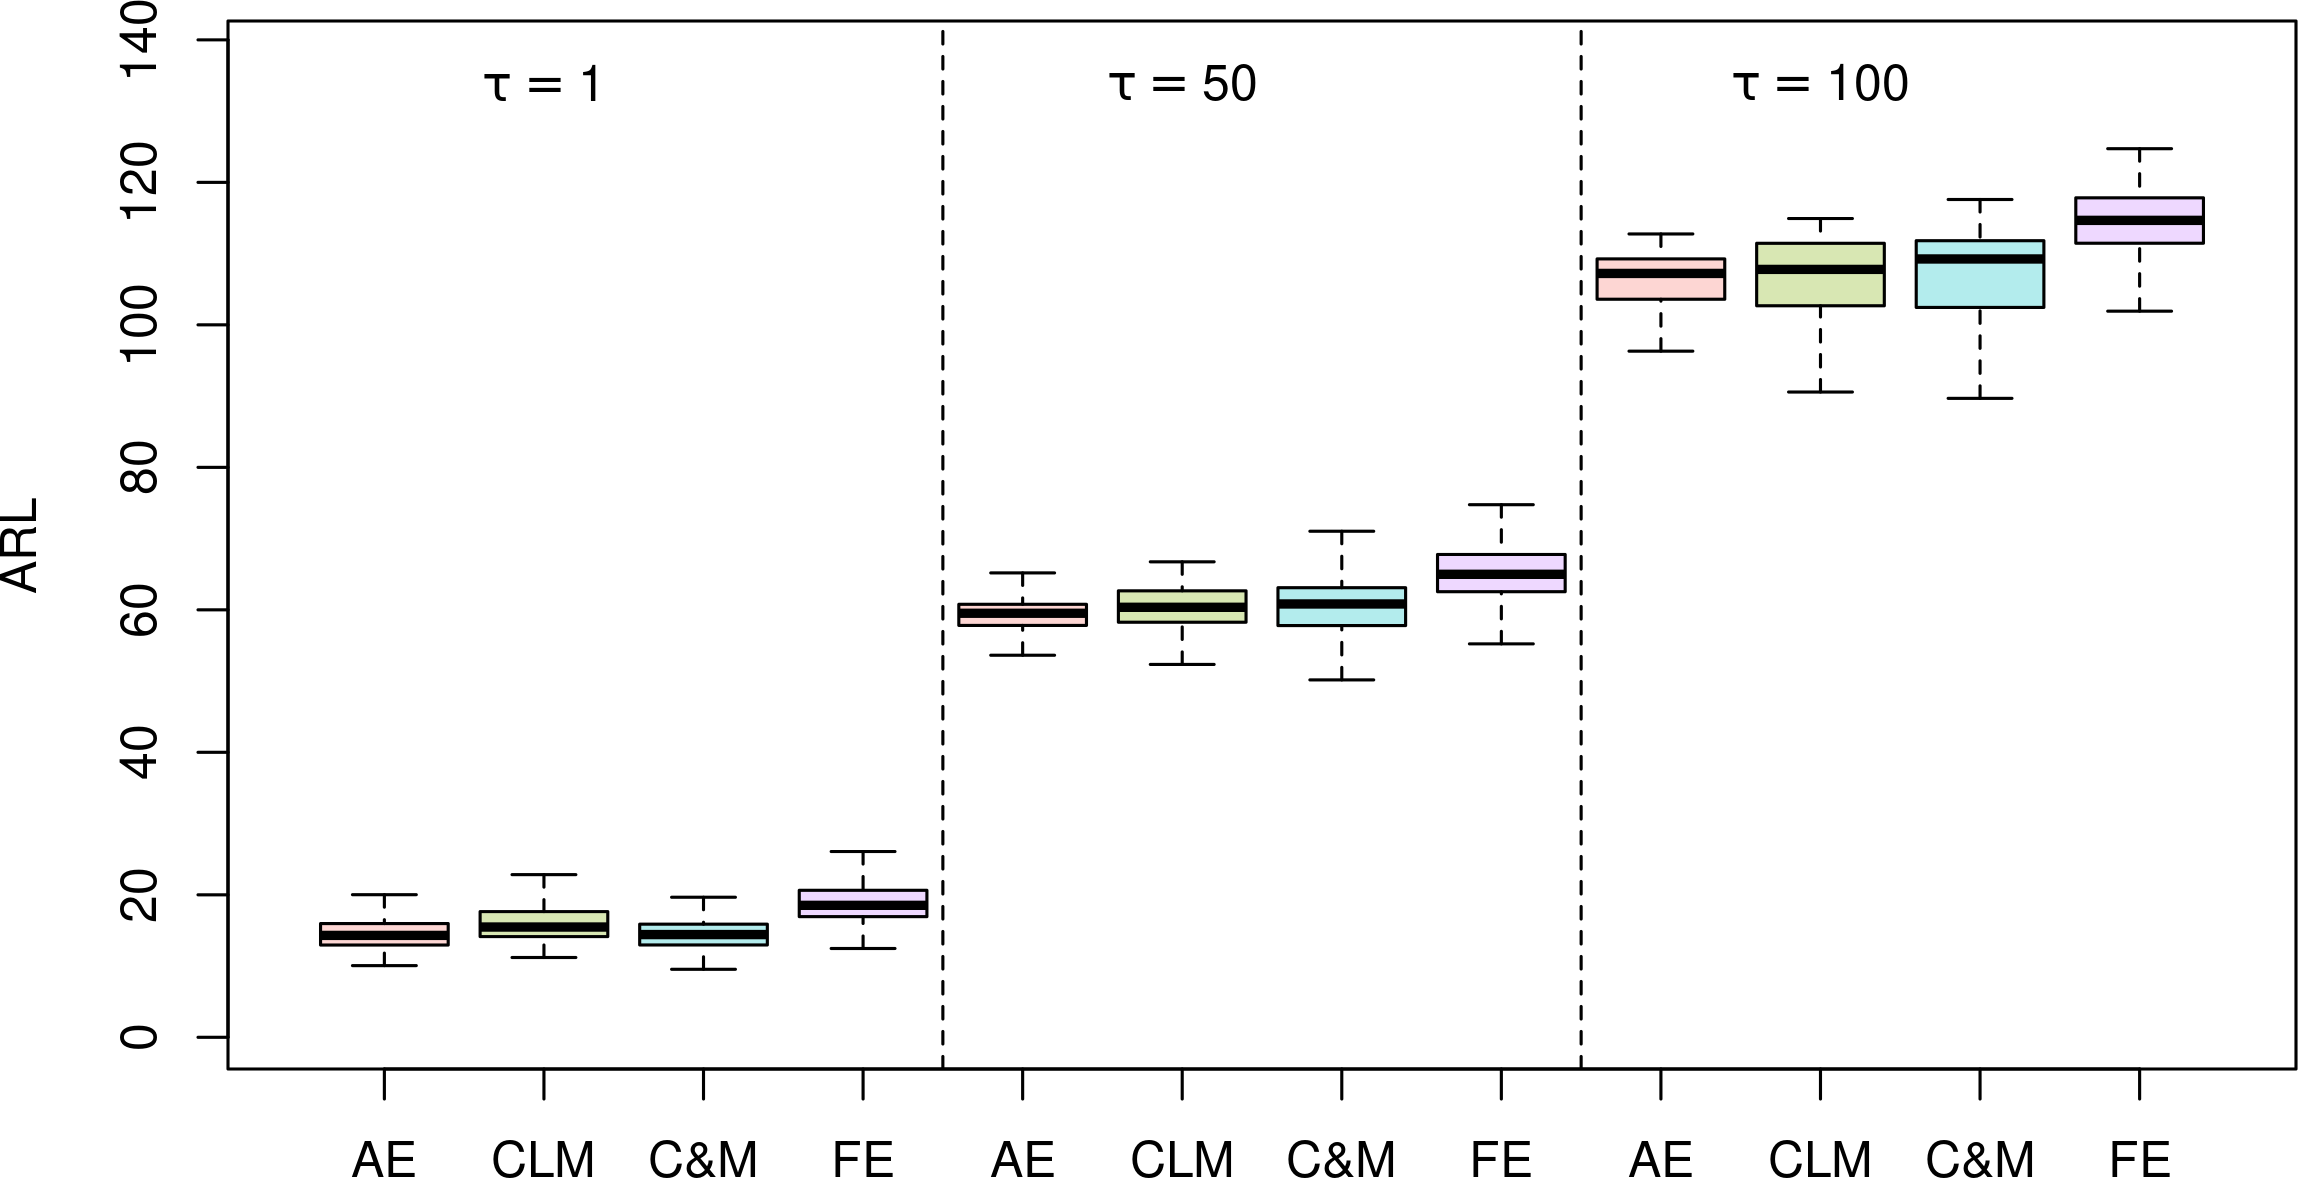 τ = 1
τ = 50
τ = 100
ARL
140
120
100
80
60
40
20
0
AE CLM C&M FE AE CLM C&M FE AE CLM C&M FE